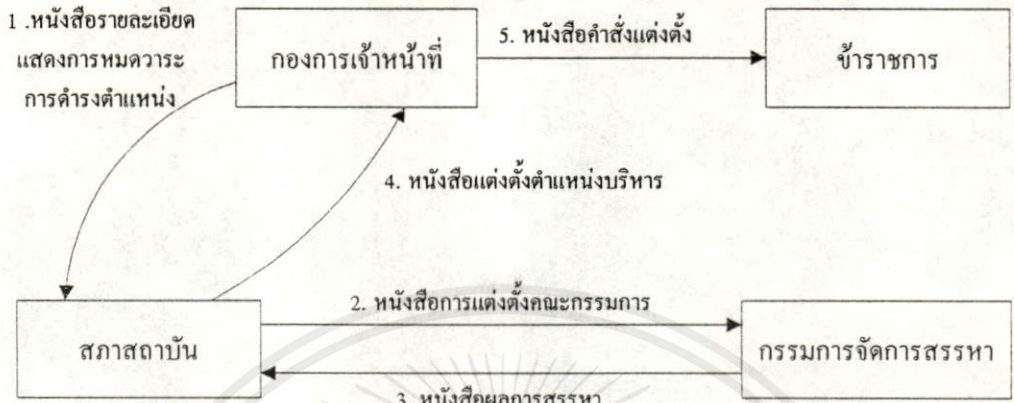 1 .หนังสือรายละเอียด
แสดงการหมดวาระ
การดำรงตำแหน่ง
กองการเจ้าหน้าที่
5. หนังสือคำสั่งแต่งตั้ง
ข้าราชการ
4. หนังสือแต่งตั้งตำแหน่งบริหาร
2. หนังสือการแต่งตั้งคณะกรรมการ
สภาสถาบัน
กรรมการจัดการสรรหา
3. หนังสือผลการสรรหา